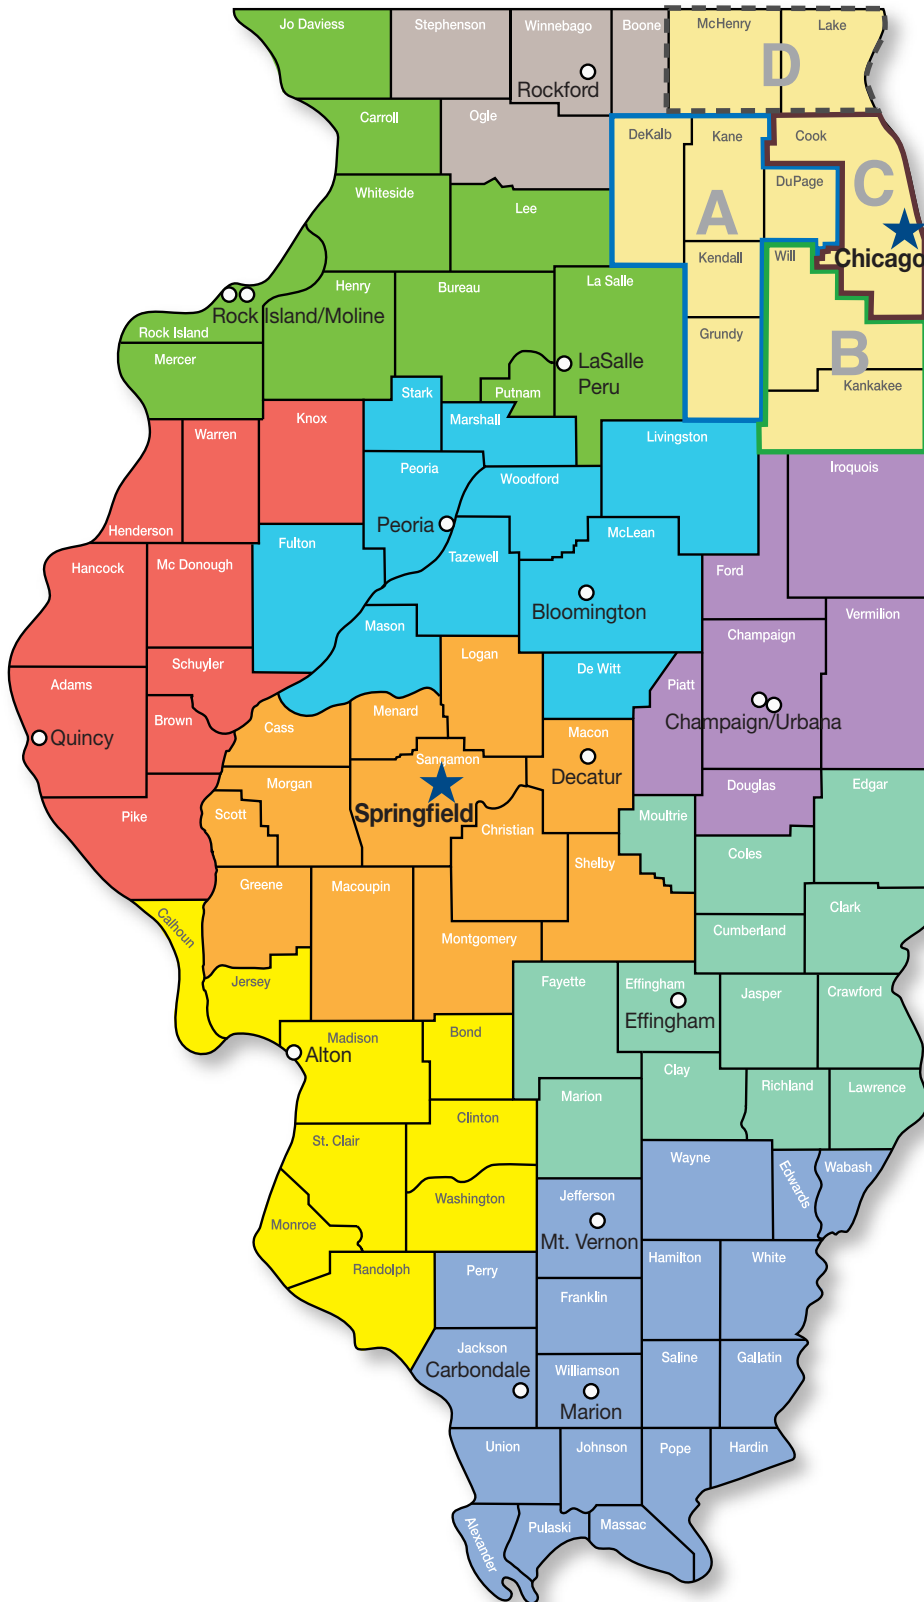 Jo Daviess
Stephenson
Winnebago
Boone
McHenry
Lake
D
Rockford
Carroll
Ogle
DeKalb
Kane
Cook
Whiteside
Lee
DuPage
A
C
Kendall
Will
Chicago
Henry
Bureau
La Salle
Rock Island/Moline
Rock Island
Mercer
Grundy
B
LaSalle
Peru
Kankakee
Stark
Putnam
Knox
Marshall
Warren
Livingston
Peoria
Woodford
Iroquois
Henderson
Peoria
Fulton
Tazewell
McLean
Hancock
Mc Donough
Ford
Bloomington
Mason
Vermilion
Champaign
Logan
Schuyler
De Witt
Adams
Piatt
Brown
Menard
Cass
Champaign/Urbana
Quincy
Macon
Sangamon
Decatur
Morgan
Douglas
Edgar
Scott
Springfield
Moultrie
Pike
Christian
Coles
Shelby
Greene
Macoupin
Clark
Calhoun
Cumberland
Montgomery
Jersey
Fayette
Effingham
Jasper
Crawford
Effingham
Madison
Bond
Alton
Clay
Marion
Richland
Lawrence
Clinton
St. Clair
Wayne
Edwards
Wabash
Washington
Jefferson
Monroe
Mt. Vernon
Randolph
Perry
Hamilton
White
Franklin
Jackson
Saline
Gallatin
Carbondale
Williamson
Marion
Union
Johnson
Pope
Hardin
Alexander
Pulaski
Massac